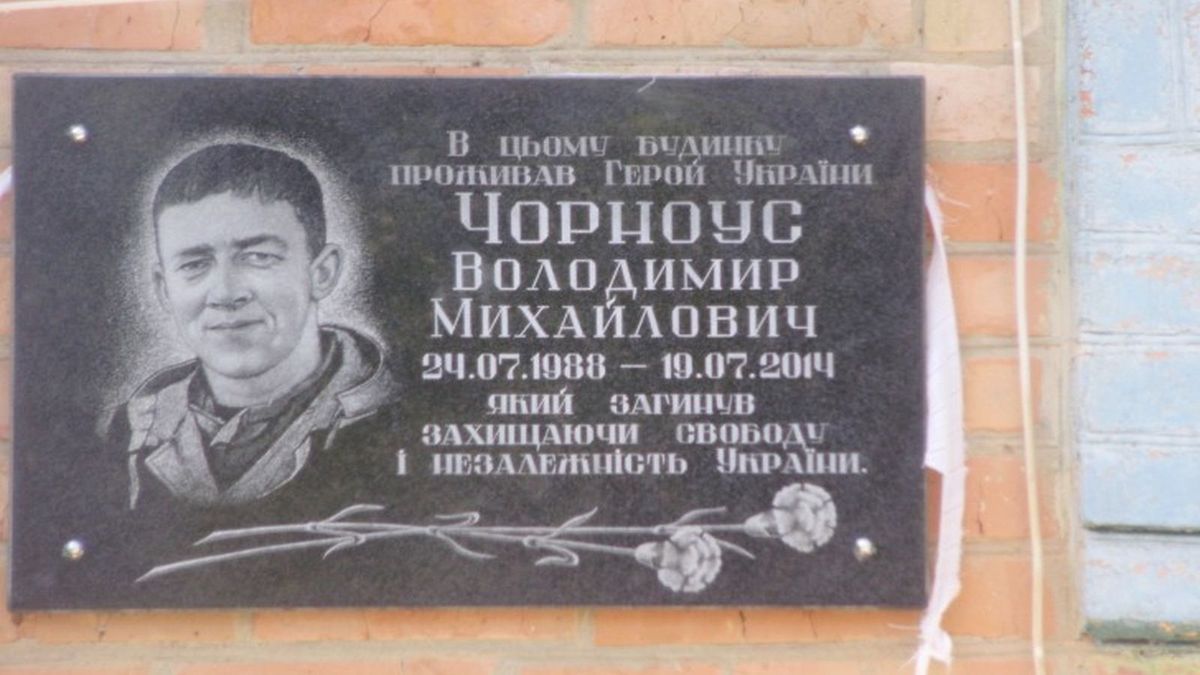 В цьому будинку
проживав Герой України
Чорноус
Володимир
Михайлович
24.07.1988 – 19.07.2014
який загинув
захищаючи свободу
і незалежність України.